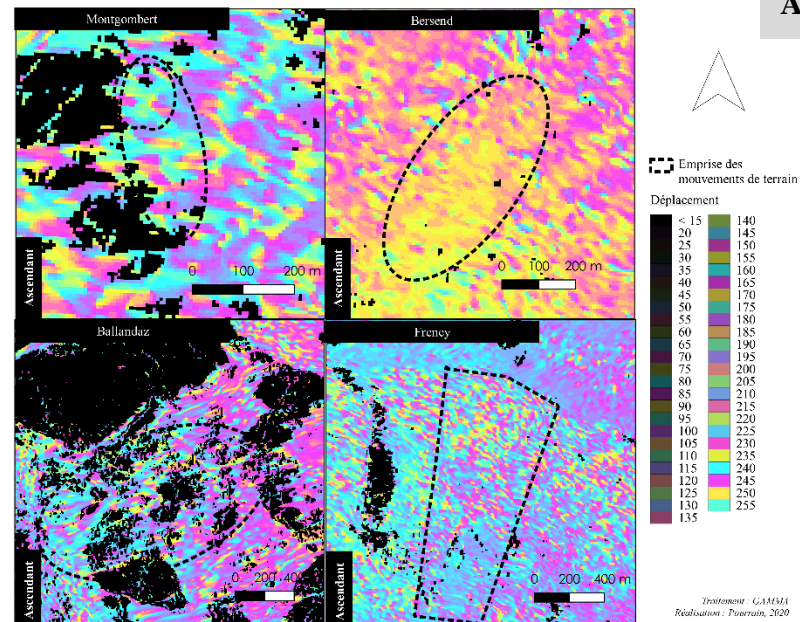 A
Montgombert
Bersend
Emprise des
mouvements de terrain
Déplacement
< 15 140
20 145
25 150
30 155
35 160
40 165
45 170
50 175
55 180
60 185
65 190
70 195
75 200
80 205
85 210
90 215
95 220
100 225
105 230
110 235
115 240
120 245
125 250
130 255
135
Ascendant
0 100 200 m
Ascendant
0 100 200 m
Ballandaz
Freney
Ascendant
0 200 400
Ascendant
0 200 400 m
Traitement : GAMMA
Réalisation : Pourrain, 2020